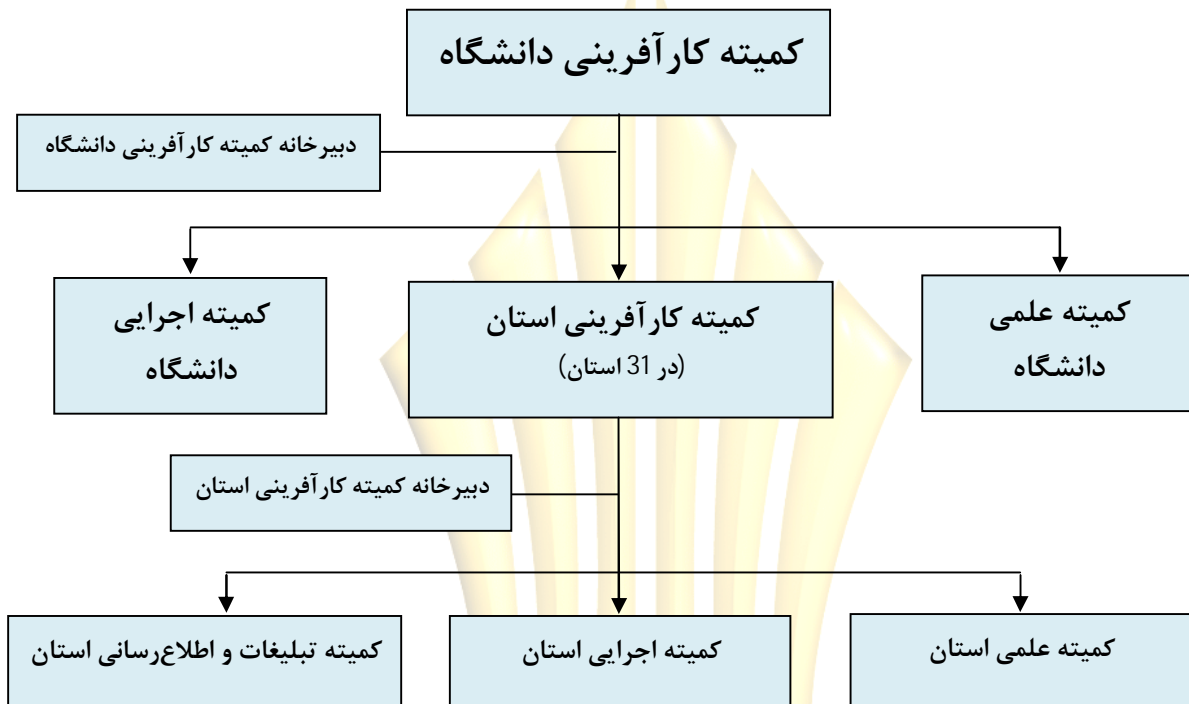 کمیته کارآفرینی دانشگاه
دبیرخانه کمیته کارآفرینی دانشگاه
کمیته علمی
دانشگاه
کمیته کارآفرینی استان
(در 31 استان)
کمیته اجرایی
دانشگاه
دبیرخانه کمیته کارآفرینی استان
کمیته علمی استان
کمیته اجرایی استان
کمیته تبلیغات و اطلاع‌رسانی استان